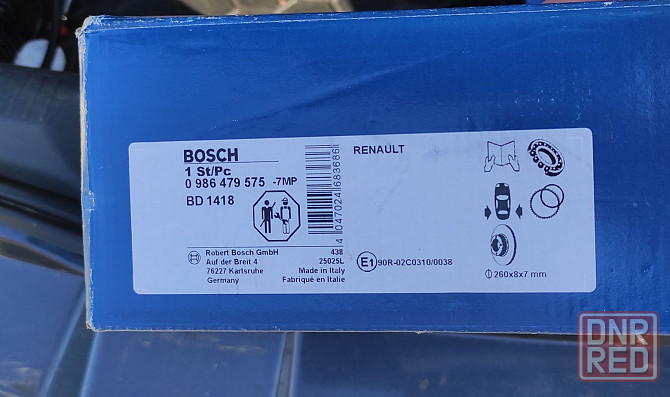 BOSCH
1 St/Pc
0 986 479 575 -7MP
BD 1418
4 047024 683686
RENAULT
Robert Bosch GmbH
Auf der Breit 4
76227 Karlsruhe
Germany
438
25025L
Made in Italy
Fabriqué en Italie
E1 90R-02C0310/0038
260x8x7 mm
DNR
RED